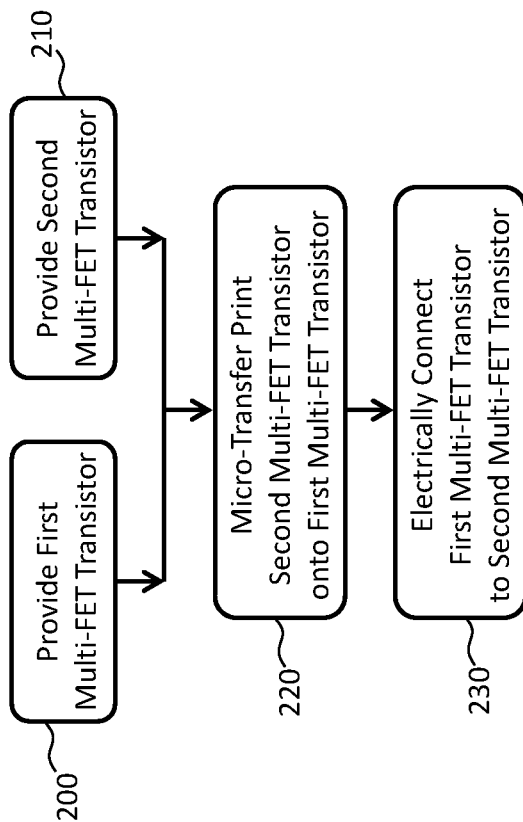 200
Provide First
Multi-FET Transistor
210
Provide Second
Multi-FET Transistor
220
Micro-Transfer Print
Second Multi-FET Transistor
onto First Multi-FET Transistor
230
Electrically Connect
First Multi-FET Transistor
to Second Multi-FET Transistor